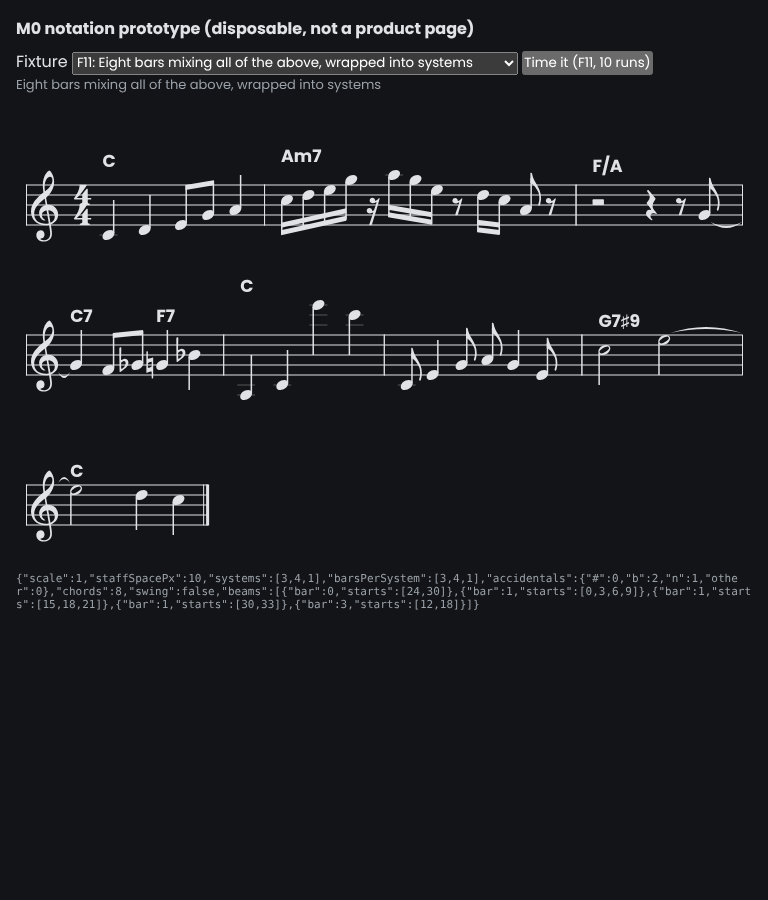 M0 notation prototype (disposable, not a product page)
Fixture F11: Eight bars mixing all of the above, wrapped into systems Time it (F11, 10 runs)
Eight bars mixing all of the above, wrapped into systems
C Am7 F/A
4
4
C7 F7 C G7♯9
C
{"scale":1,"staffSpacePx":10,"systems":[3,4,1],"barsPerSystem":[3,4,1],"accidentals":{"#":0,"b":2,"n":1,"othe
r":0},"chords":8,"swing":false,"beams":[{"bar":0,"starts":[24,30]},{"bar":1,"starts":[0,3,6,9]},{"bar":1,"start
s":[15,18,21]},{"bar":1,"starts":[30,33]},{"bar":3,"starts":[12,18]}]}